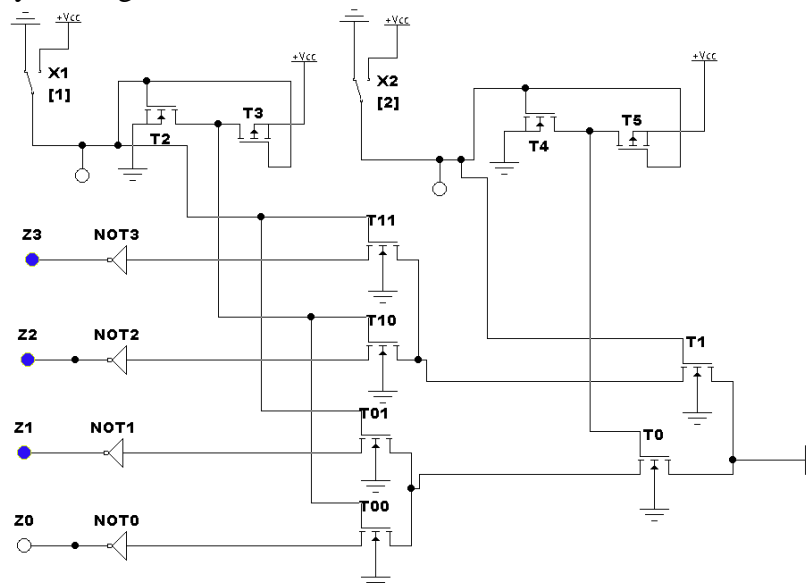 +Vcc
+Vcc
X1
[1]
+Vcc
X2
[2]
+Vcc
T3
T2
T5
T4
Z3
NOT3
T11
Z2
NOT2
T10
T1
Z1
NOT1
T01
T0
Z0
NOT0
T00